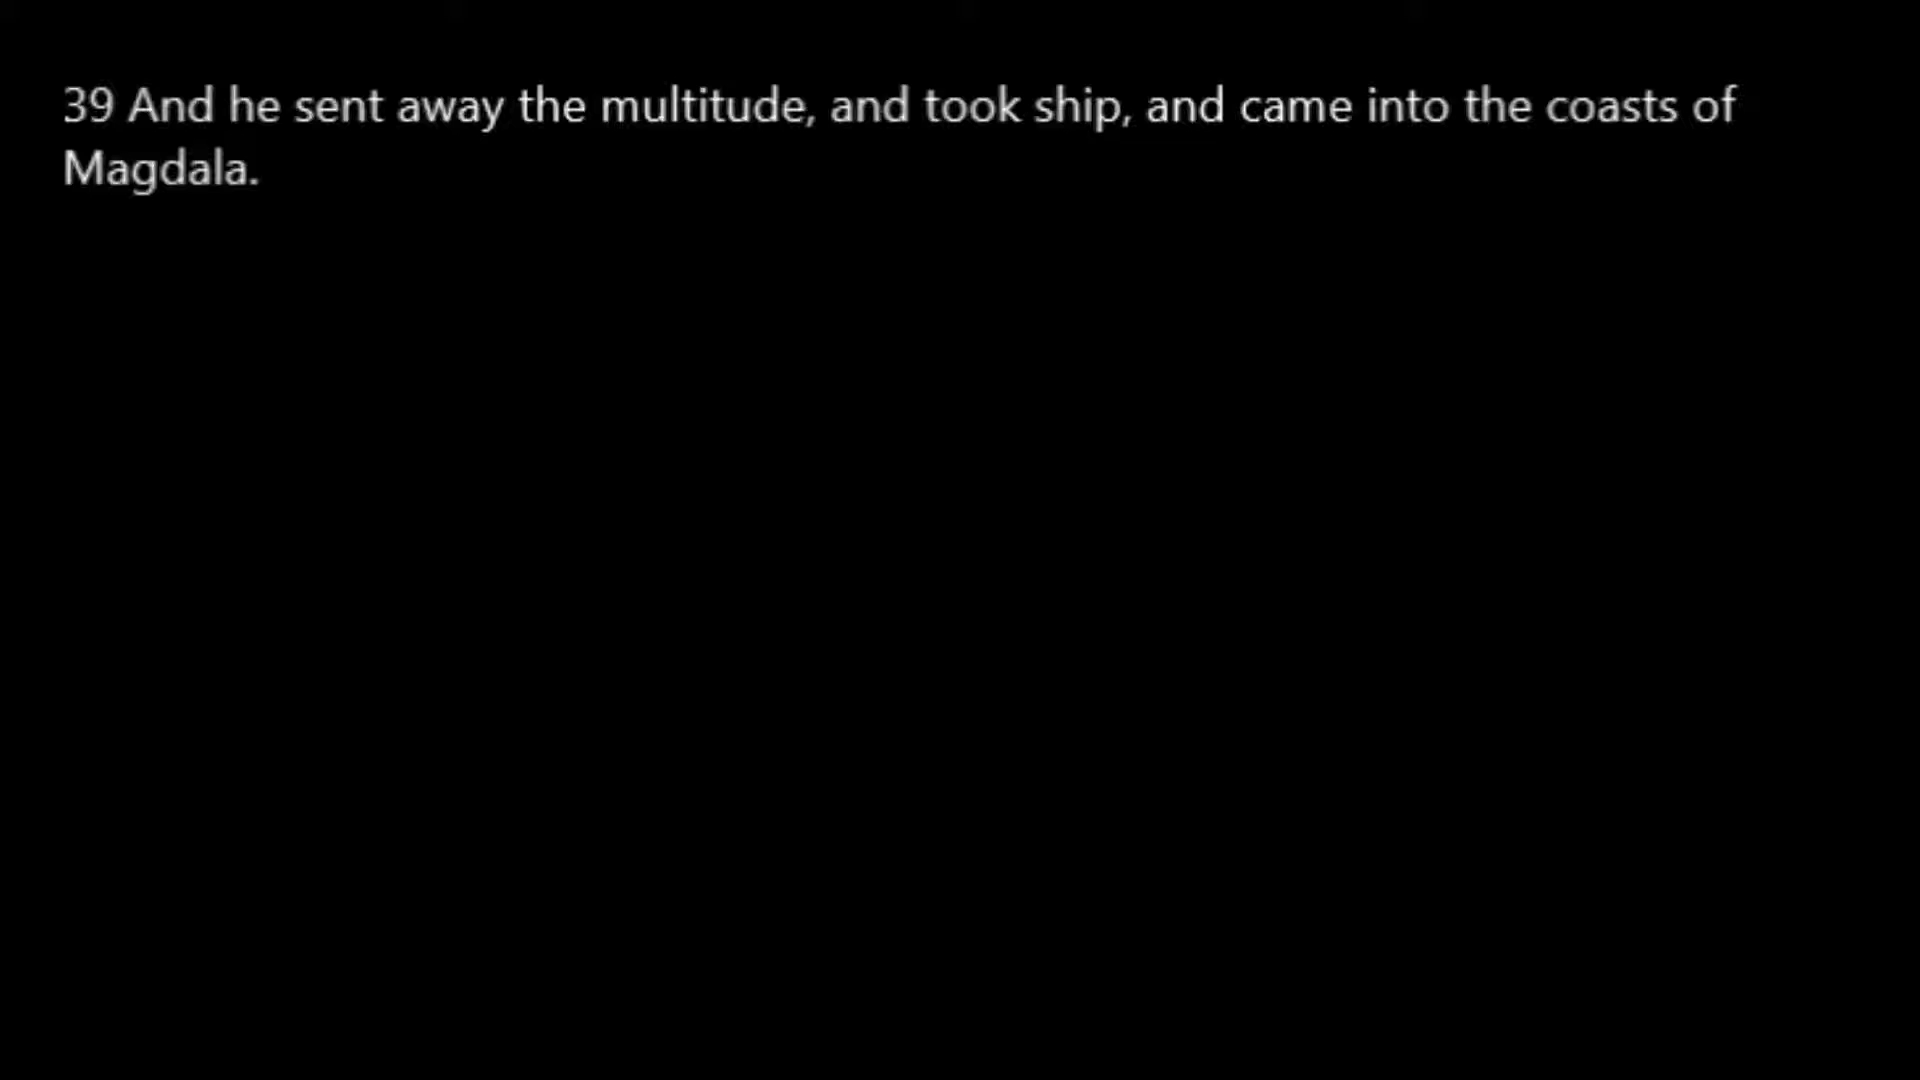 39 And he sent away the multitude, and took ship, and came into the coasts of
Magdala.